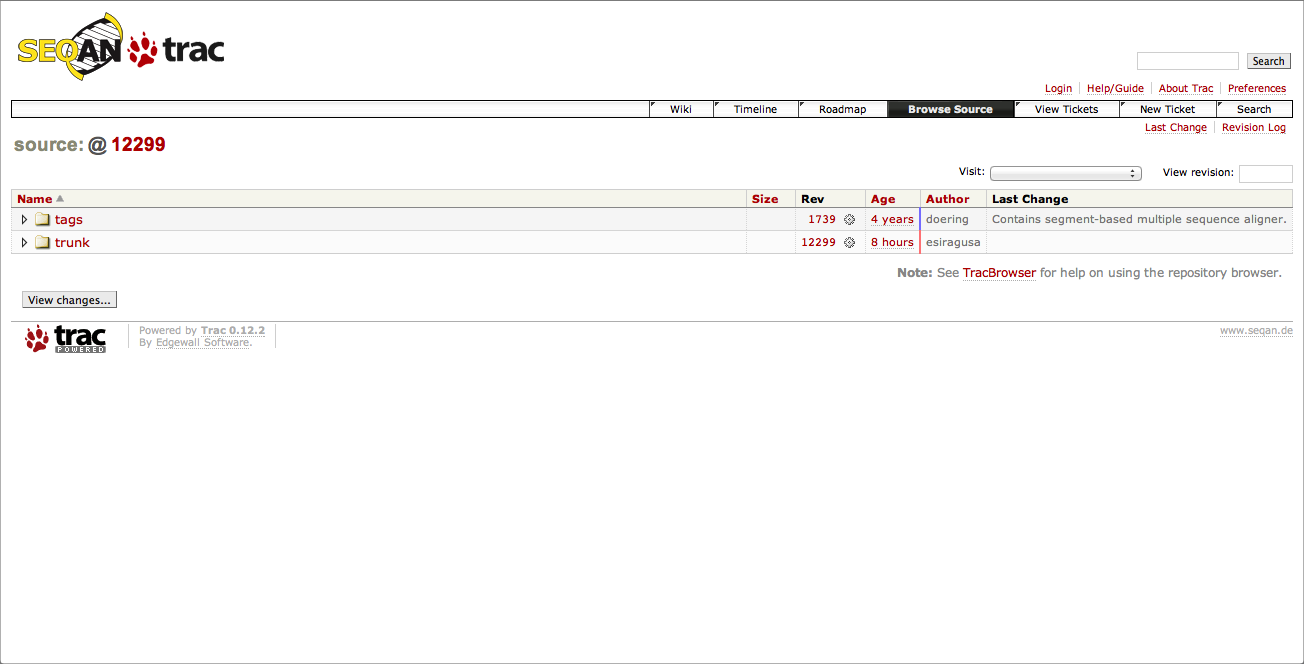 SEQAN trac
Search
Login Help/Guide About Trac Preferences
Wiki Timeline Roadmap Browse Source View Tickets New Ticket Search
Last Change Revision Log
source: @ 12299
Visit: View revision:
Name Size Rev Age Author Last Change
tags 1739 4 years doering Contains segment-based multiple sequence aligner.
trunk 12299 8 hours esiragusa
Note: See TracBrowser for help on using the repository browser.
View changes...
trac POWERED
Powered by Trac 0.12.2
By Edgewall Software.
www.seqan.de